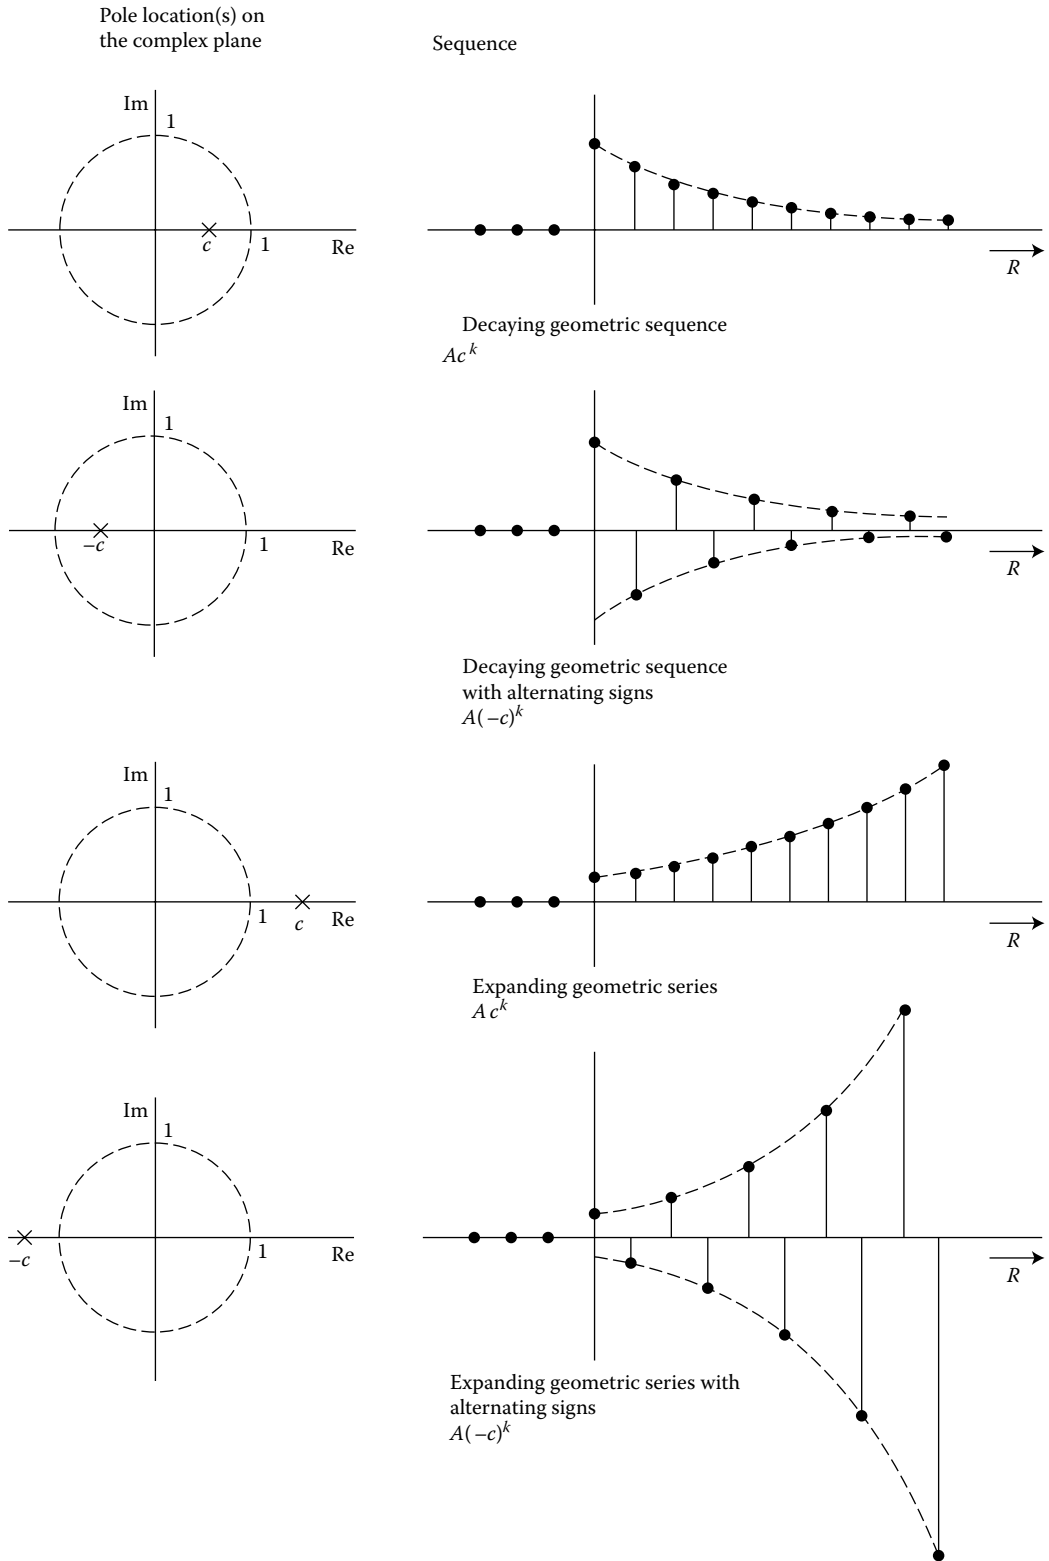 Pole location(s) on
the complex plane
Sequence
Im
1
c
1
Re
R
Decaying geometric sequence
Ac^k
Im
1
–c
1
Re
R
Decaying geometric sequence
with alternating signs
A(–c)^k
Im
1
1
c
Re
R
Expanding geometric series
Ac^k
Im
1
–c
1
Re
R
Expanding geometric series with
alternating signs
A(–c)^k